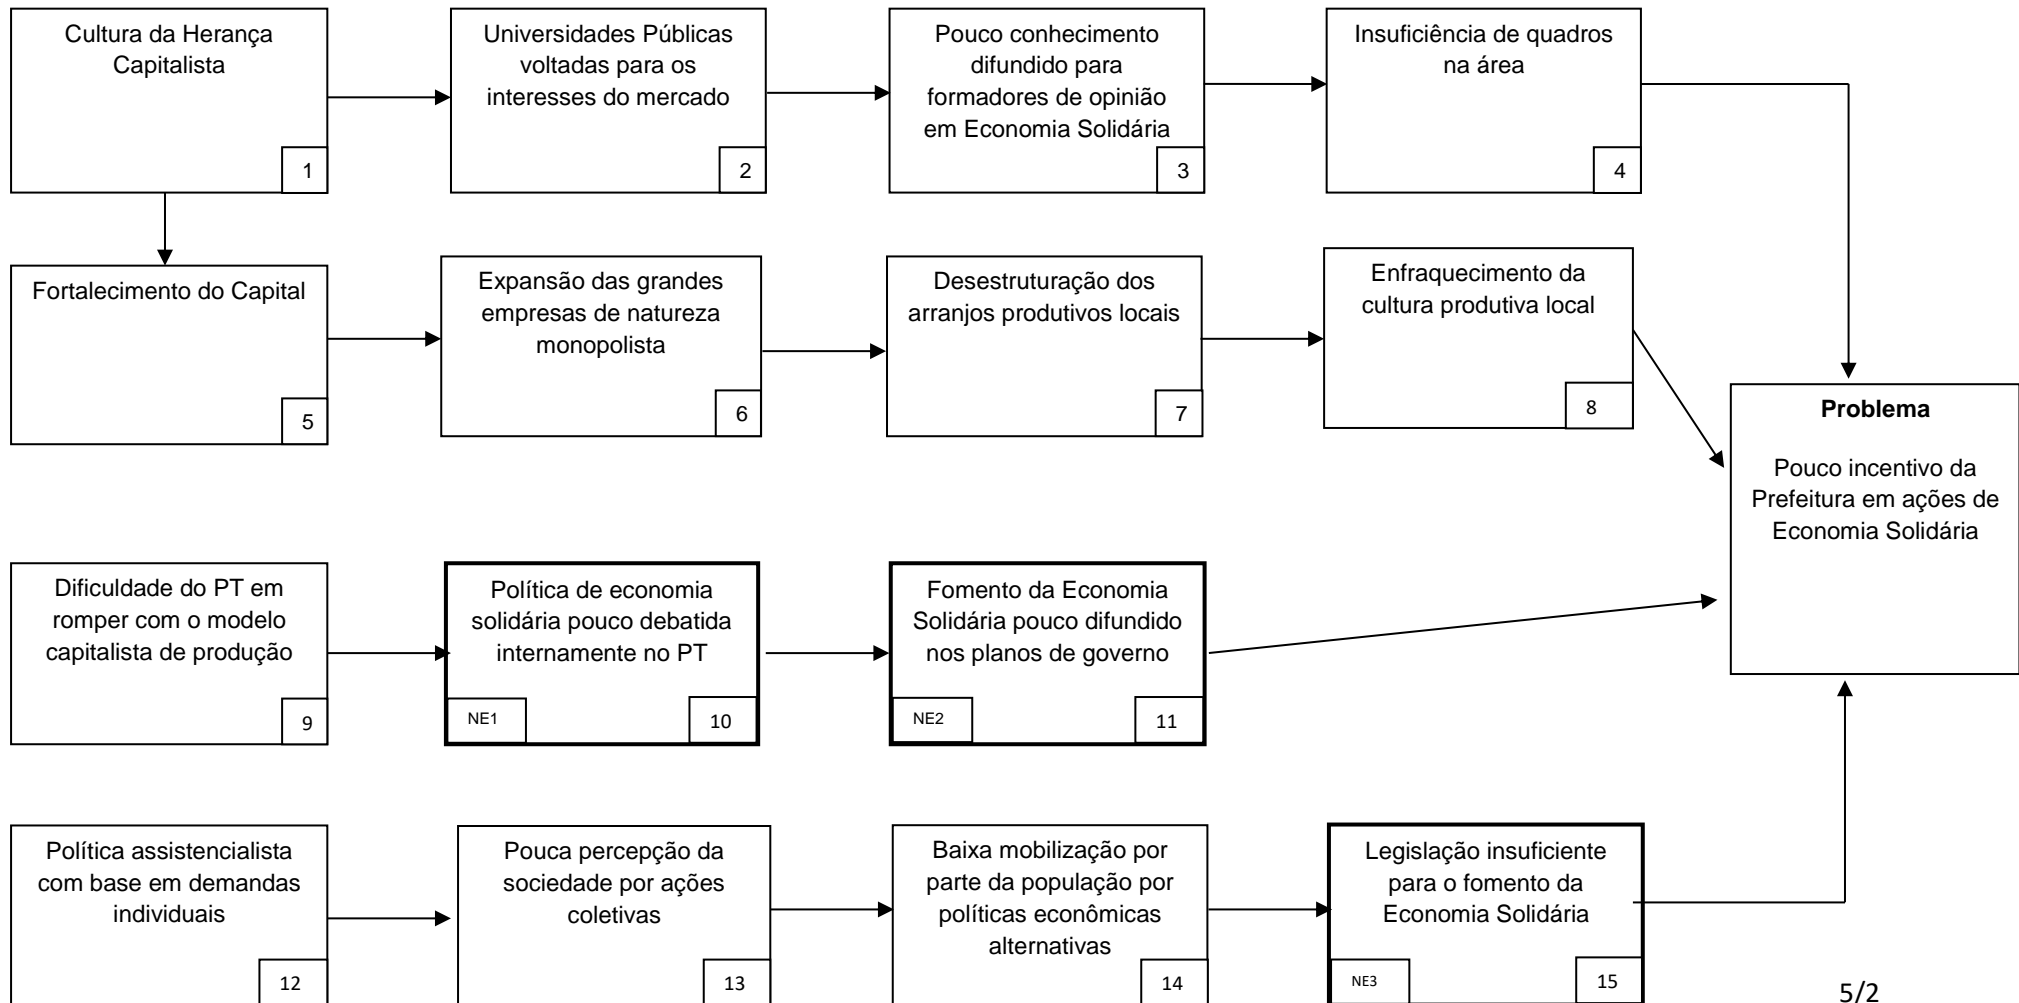 Cultura da Herança
Capitalista
1
Universidades Públicas
voltadas para os
interesses do mercado
2
Pouco conhecimento
difundido para
formadores de opinião
em Economia Solidária
3
Insuficiência de quadros
na área
4
Fortalecimento do Capital
5
Expansão das grandes
empresas de natureza
monopolista
6
Desestruturação dos
arranjos produtivos locais
7
Enfraquecimento da
cultura produtiva local
8
Problema
Pouco incentivo da
Prefeitura em ações de
Economia Solidária
Dificuldade do PT em
romper com o modelo
capitalista de produção
9
Política de economia
solidária pouco debatida
internamente no PT
NE1
10
Fomento da Economia
Solidária pouco difundido
nos planos de governo
NE2
11
Política assistencialista
com base em demandas
individuais
12
Pouca percepção da
sociedade por ações
coletivas
13
Baixa mobilização por
parte da população por
políticas econômicas
alternativas
14
Legislação insuficiente
para o fomento da
Economia Solidária
NE3
15
5/2